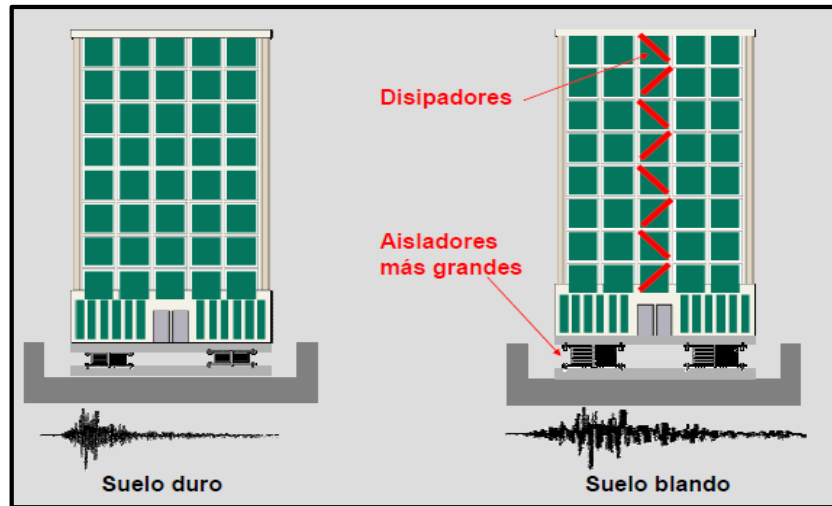 Disipadores
Aisladores
más grandes
Suelo duro
Suelo blando